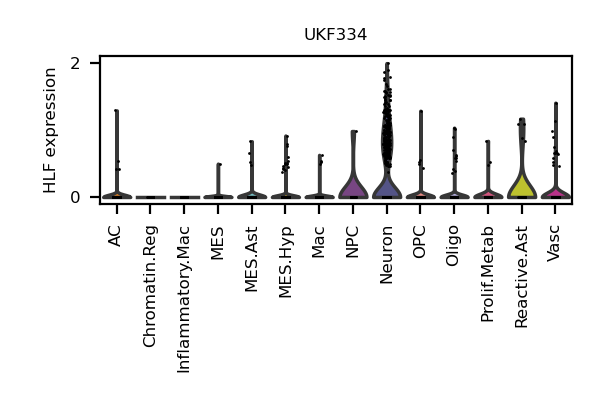 UKF334
HLF expression
2
0
AC
Chromatin.Reg
Inflammatory.Mac
MES
MES.Ast
MES.Hyp
Mac
NPC
Neuron
OPC
Oligo
Prolif.Metab
Reactive.Ast
Vasc